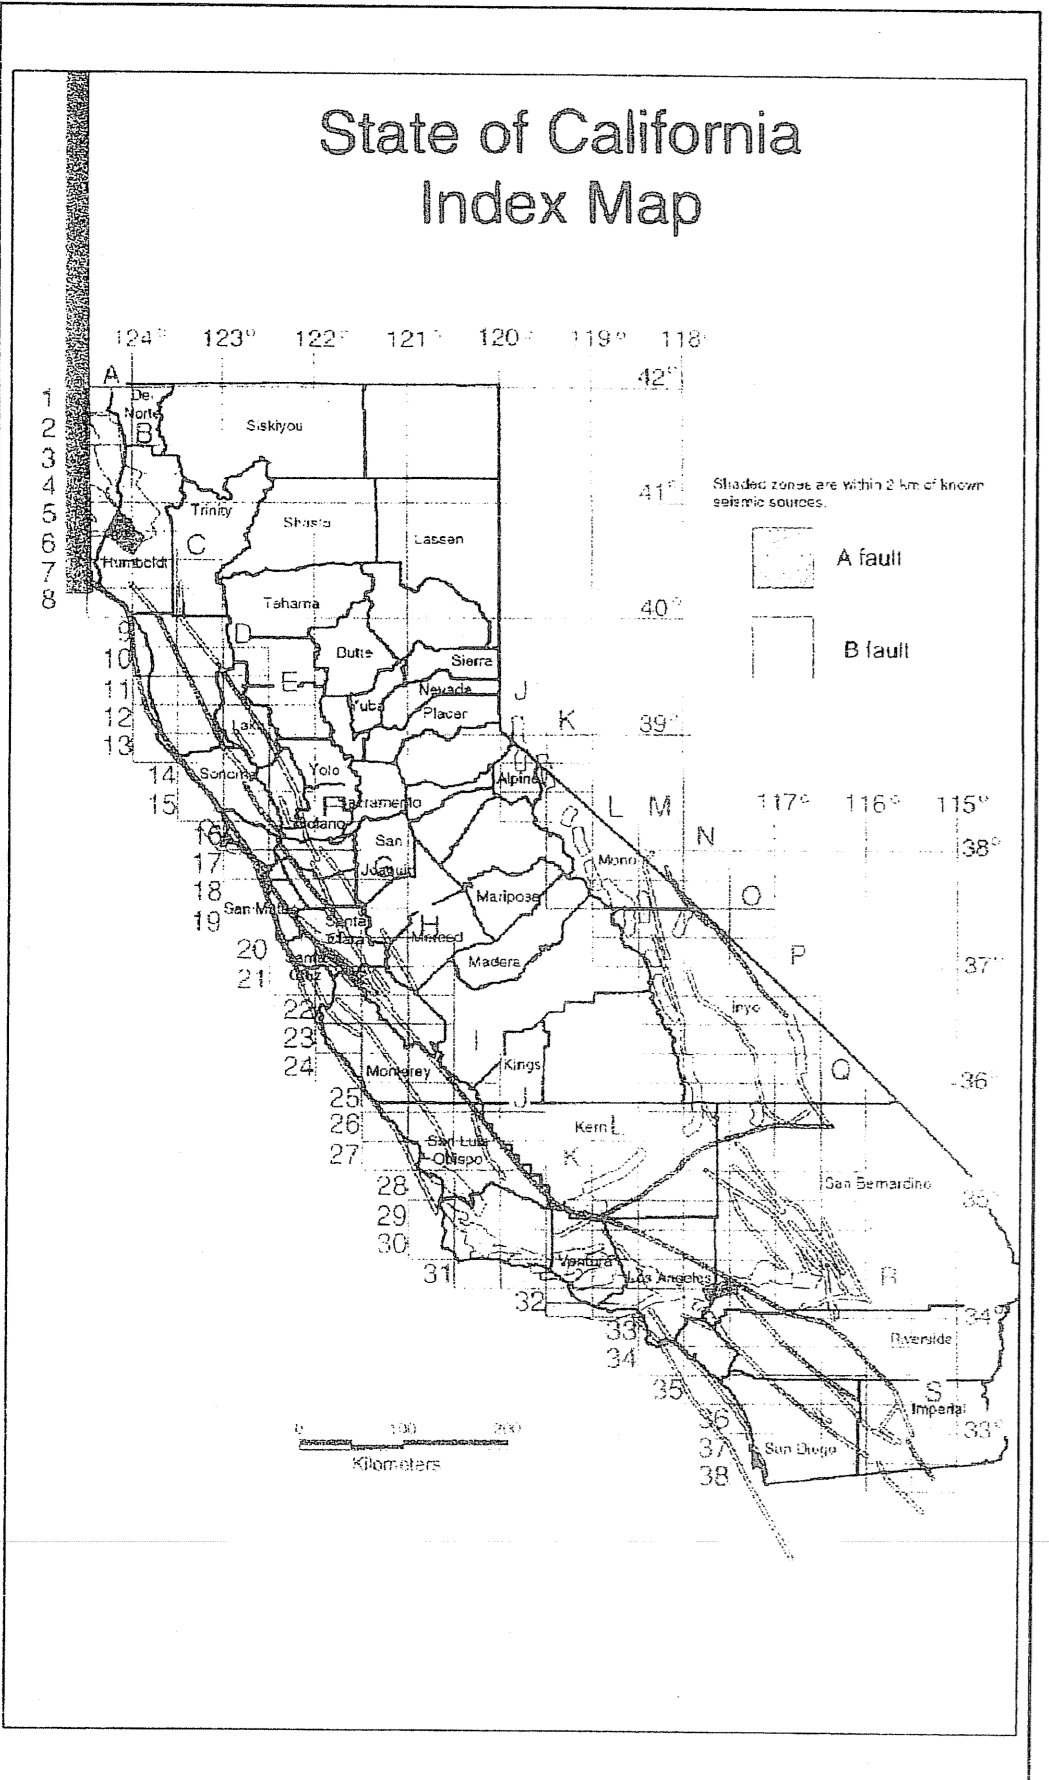 State of California
Index Map
124° 123° 122° 121° 120° 119° 118°
42°
A
1
Del
Norte
2
B
Siskiyou
3
4
41°
Shaded zones are within 2 km of known
seismic sources.
5
Trinity
Shasta
6
C
Lassen
A fault
7
Humboldt
8
Tehama
40°
9
D
10
Butte
Sierra
B fault
11
E
Nevada
J
Yuba
12
Lake
Placer
K
39°
13
14
Sonoma
Yolo
Alpine
15
F
Sacramento
L
M
117° 116° 115°
Solano
16
San
Joaquin
N
38°
17
G
Mono
18
Mariposa
O
San Mateo
19
Santa
Clara
H
Merced
20
Santa
Cruz
Madera
P
37°
21
22
Inyo
23
I
24
Monterey
Kings
Q
36°
25
J
26
Kern
L
27
San Luis
Obispo
K
28
San Bernardino
35°
29
30
Ventura
31
Los Angeles
R
32
34°
33
Riverside
34
35
S
36
Imperial
33°
0 100 200
37
San Diego
Kilometers
38